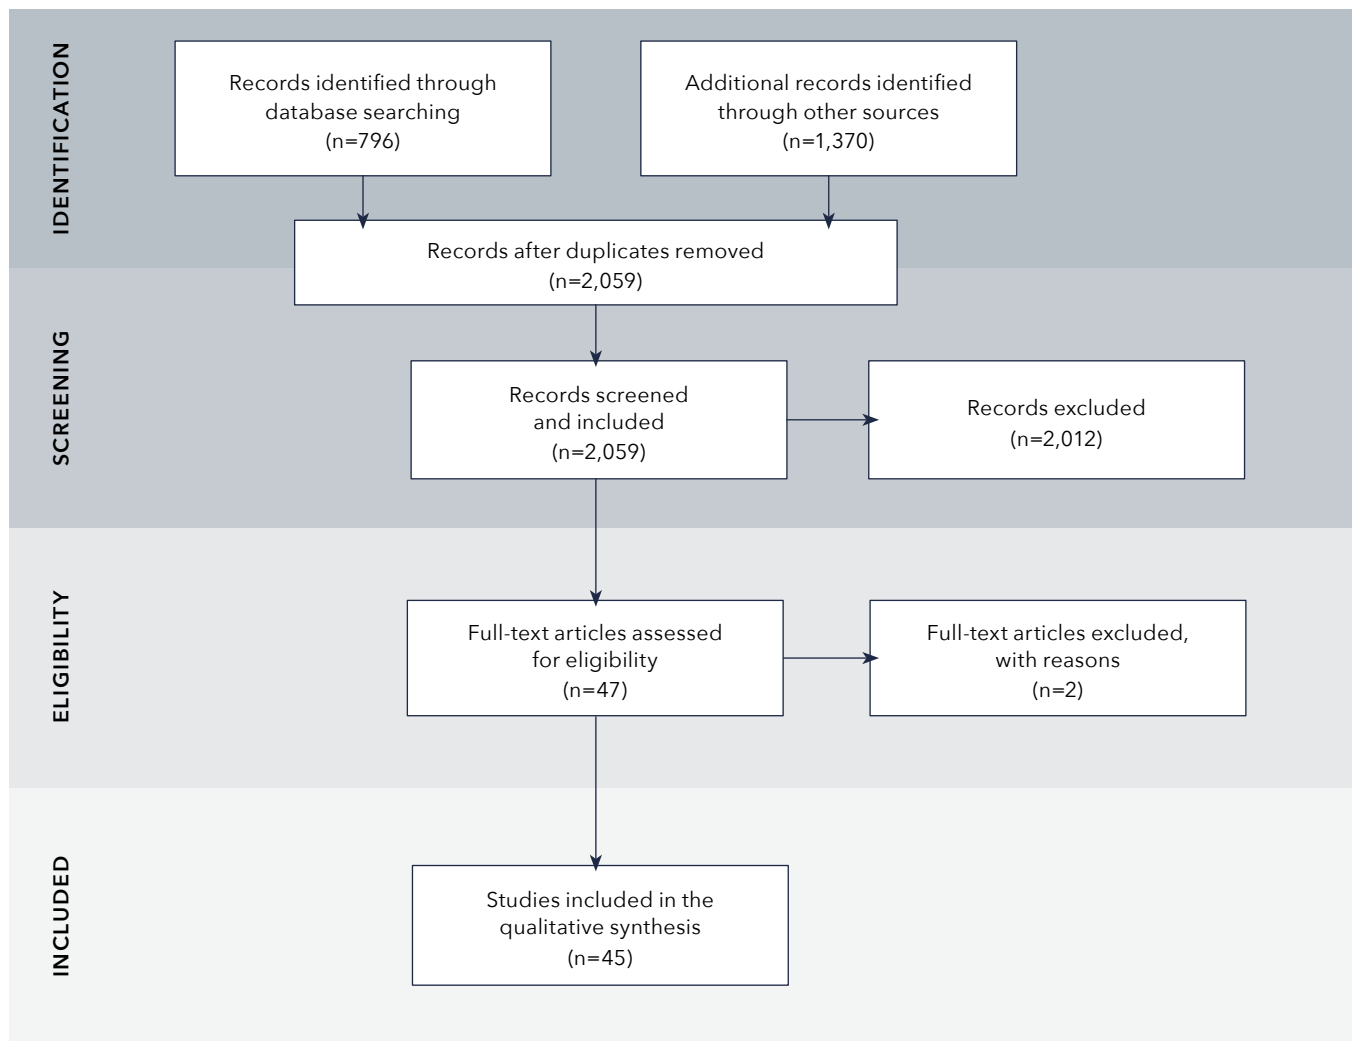 IDENTIFICATION
Records identified through
database searching
(n=796)
Additional records identified
through other sources
(n=1,370)
Records after duplicates removed
(n=2,059)
SCREENING
Records screened
and included
(n=2,059)
Records excluded
(n=2,012)
ELIGIBILITY
Full-text articles assessed
for eligibility
(n=47)
Full-text articles excluded,
with reasons
(n=2)
INCLUDED
Studies included in the
qualitative synthesis
(n=45)